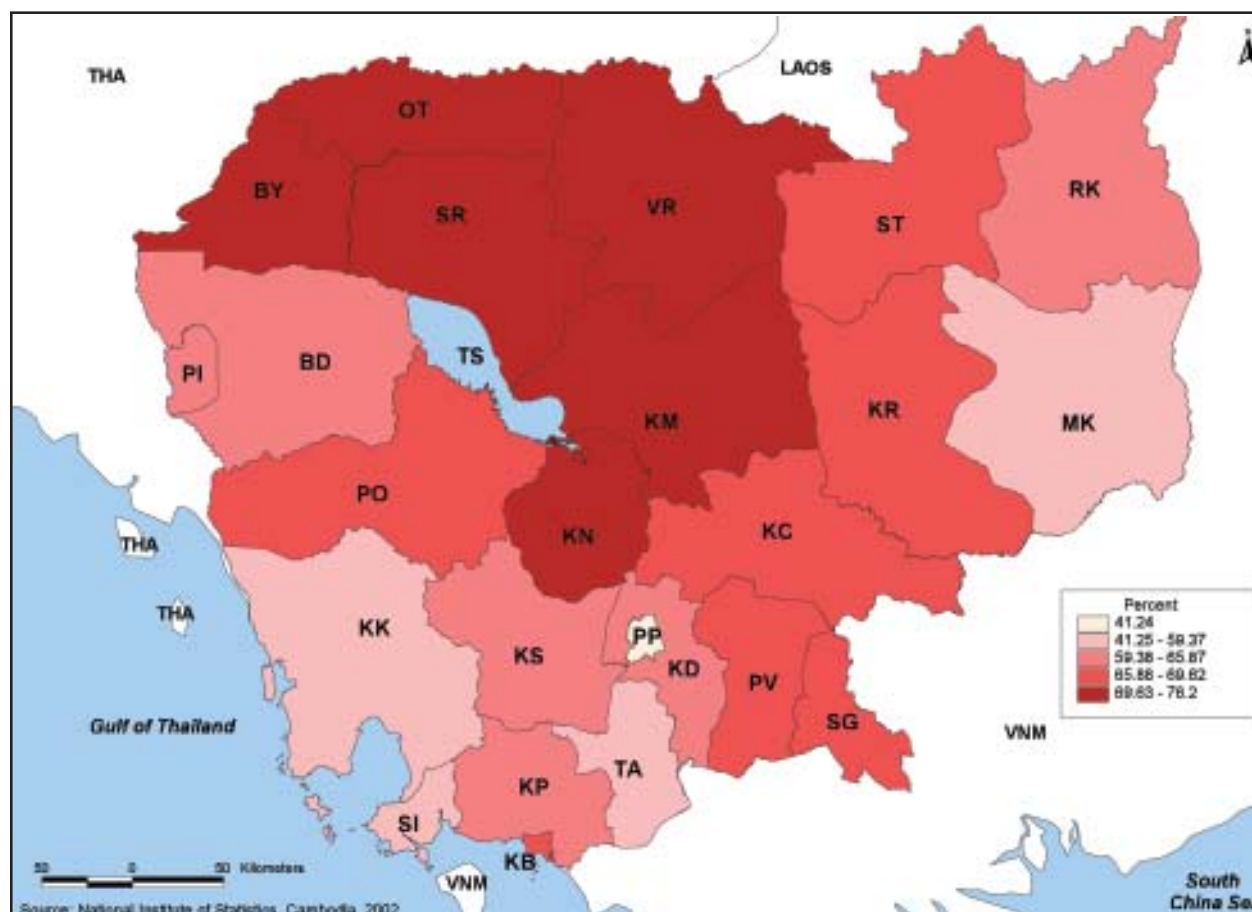 THA
LAOS
OT
BY
SR
VR
ST
RK
TS
PI
BD
KM
KR
MK
PO
KN
KC
THA
THA
KK
KS
PP
KD
PV
SG
Gulf of Thailand
VNM
TA
KP
SI
KB
VNM
South
China Se
Percent
41.24
41.25 - 59.37
59.38 - 65.87
65.88 - 69.62
69.63 - 76.2
50 0 50 Kilometers
Source: National Institute of Statistics, Cambodia, 2002